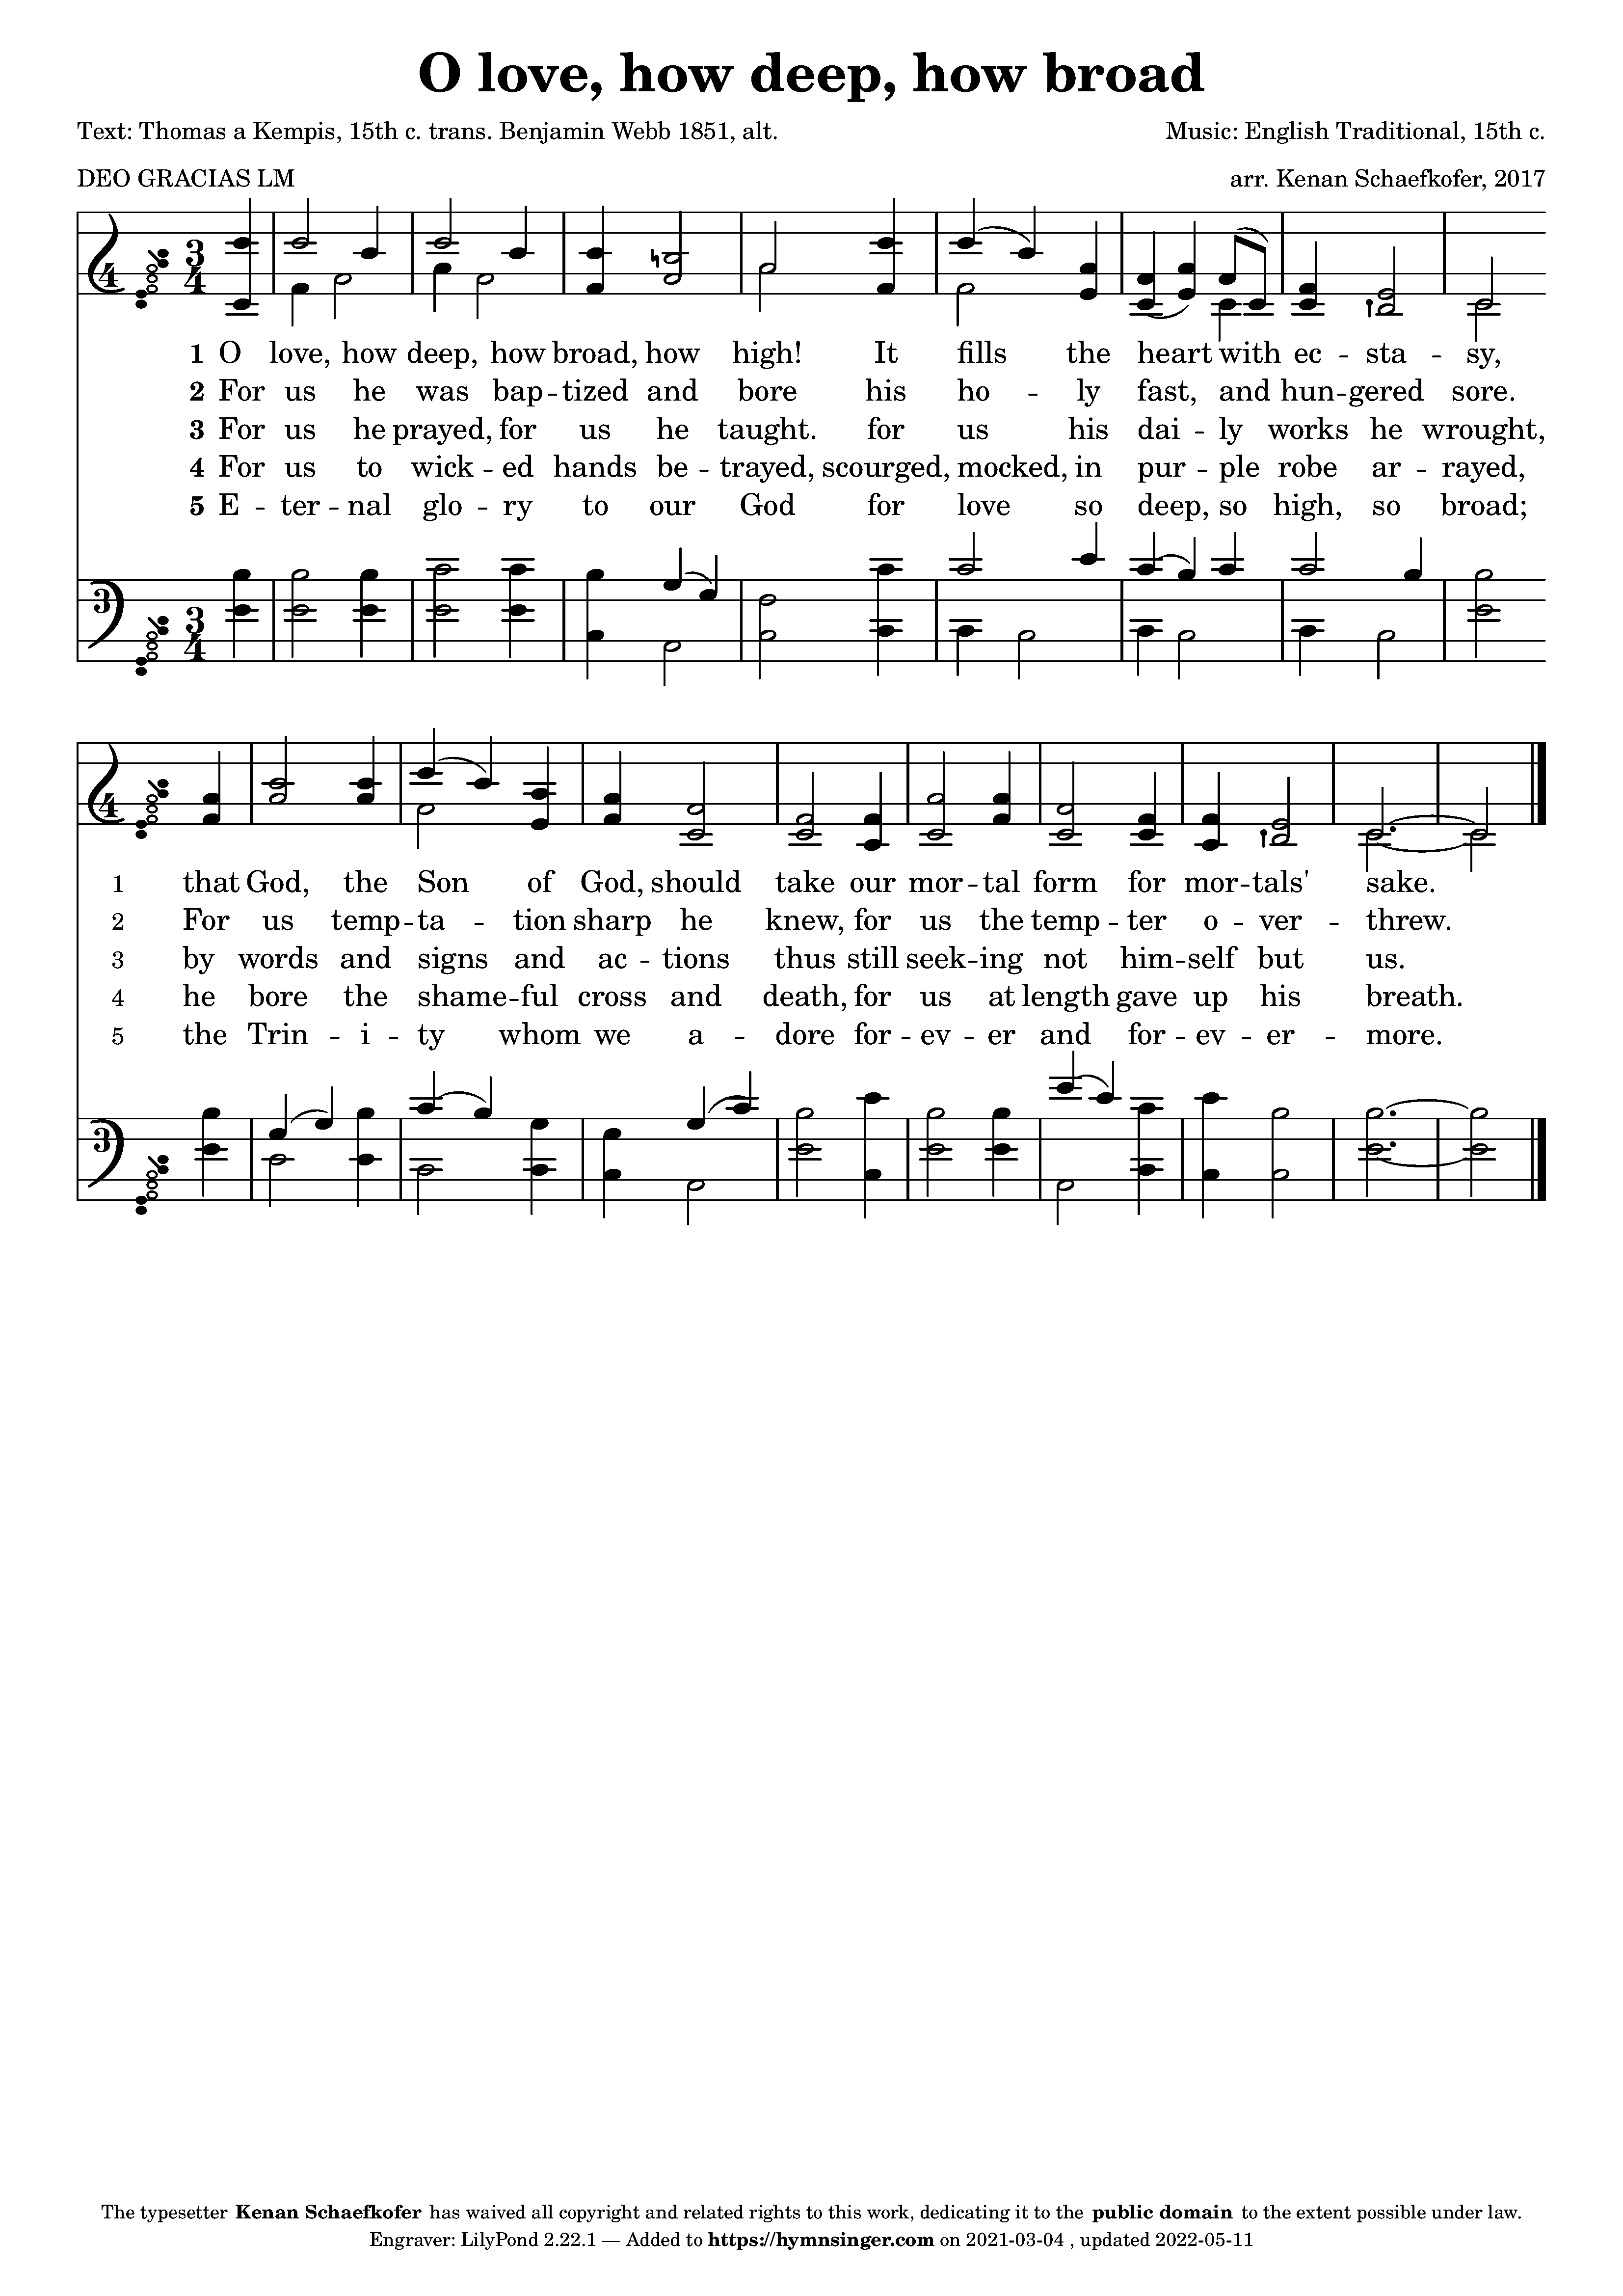 O love, how deep, how broad
Text: Thomas a Kempis, 15th c. trans. Benjamin Webb 1851, alt.
Music: English Traditional, 15th c.
DEO GRACIAS LM
arr. Kenan Schaefkofer, 2017
4 3 4
1 O love, how deep, how broad, how high! It fills the heart with ec -- sta -- sy,
2 For us he was bap -- tized and bore his ho -- ly fast, and hun -- gered sore.
3 For us he prayed, for us he taught. for us his dai -- ly works he wrought,
4 For us to wick -- ed hands be -- trayed, scourged, mocked, in pur -- ple robe ar -- rayed,
5 E -- ter -- nal glo -- ry to our God for love so deep, so high, so broad;
3 3 4
4
1 that God, the Son of God, should take our mor -- tal form for mor -- tals' sake.
2 For us temp -- ta -- tion sharp he knew, for us the temp -- ter o -- ver -- threw.
3 by words and signs and ac -- tions thus still seek -- ing not him -- self but us.
4 he bore the shame -- ful cross and death, for us at length gave up his breath.
5 the Trin -- i -- ty whom we a -- dore for -- ev -- er and for -- ev -- er -- more.
3
The typesetter Kenan Schaefkofer has waived all copyright and related rights to this work, dedicating it to the public domain to the extent possible under law.
Engraver: LilyPond 2.22.1 — Added to https://hymnsinger.com on 2021-03-04 , updated 2022-05-11